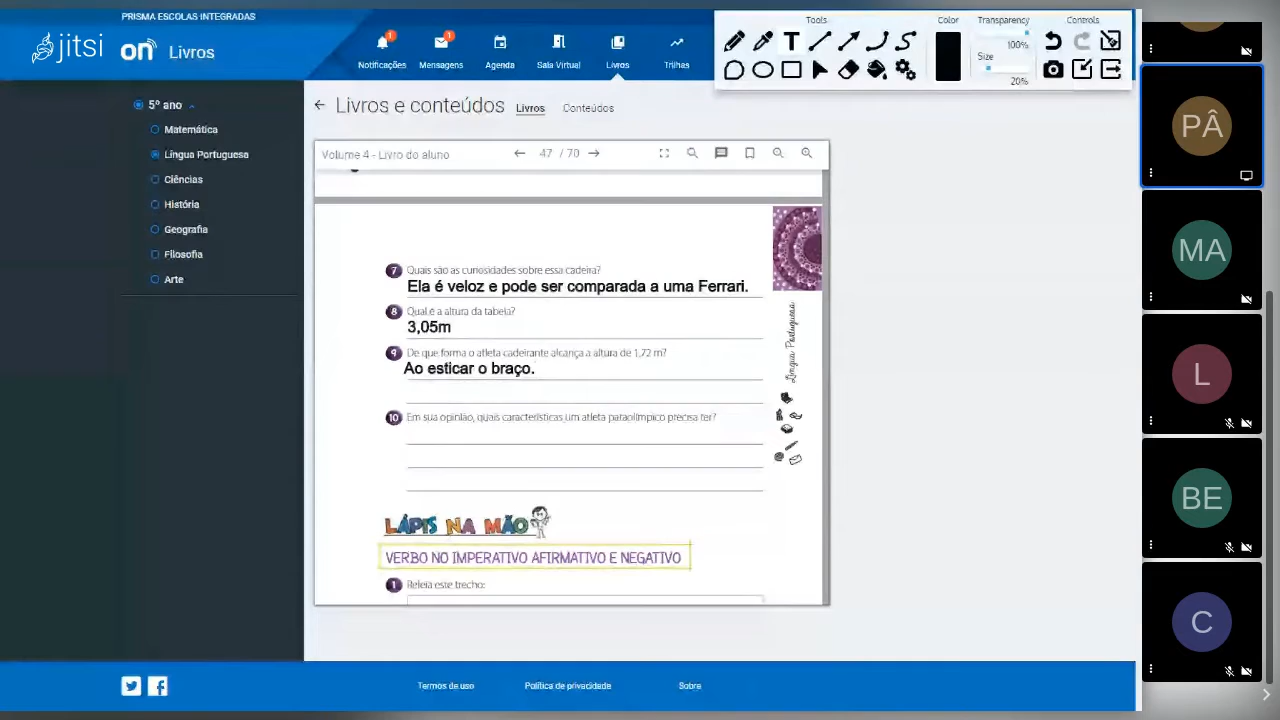 PRISMA ESCOLAS INTEGRADAS
jitsi
on Livros
Notificações
1
Mensagens
1
Agenda
Sala Virtual
Livros
Trilhas
Tools
Color
Transparency
100%
Size
20%
Controls
T
5º ano
Matemática
Língua Portuguesa
Ciências
História
Geografia
Filosofia
Arte
Livros e conteúdos
Livros
Conteúdos
Volume 4 - Livro do aluno
47 / 70
7 Quais são as curiosidades sobre essa cadeira?
Ela é veloz e pode ser comparada a uma Ferrari.
8 Qual é a altura da tabela?
3,05m
9 De que forma o atleta cadeirante alcança a altura de 1,72 m?
Ao esticar o braço.
10 Em sua opinião, quais características um atleta paraolímpico precisa ter?
Língua Portuguesa
LÁPIS NA MÃO
VERBO NO IMPERATIVO AFIRMATIVO E NEGATIVO
1 Releia este trecho:
Termos de uso
Política de privacidade
Sobre
PÂ
MA
L
BE
C